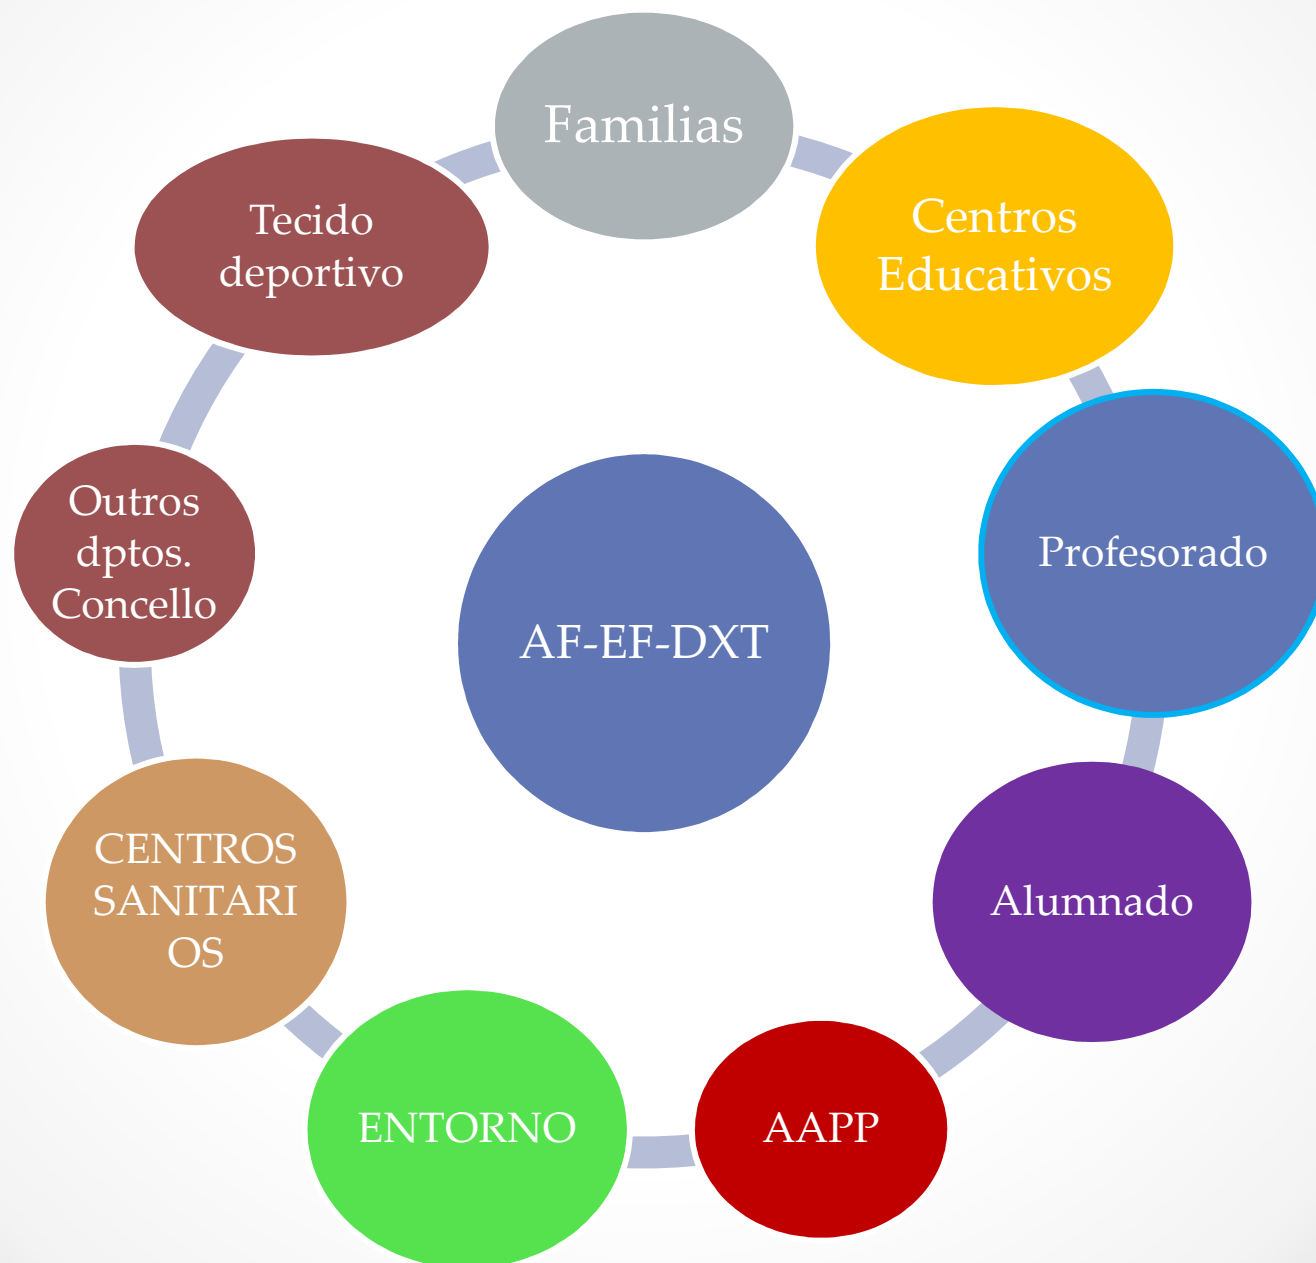 Familias
Centros
Educativos
Profesorado
Alumnado
AAPP
ENTORNO
CENTROS
SANITARI
OS
Outros
dptos.
Concello
Tecido
deportivo
AF-EF-DXT